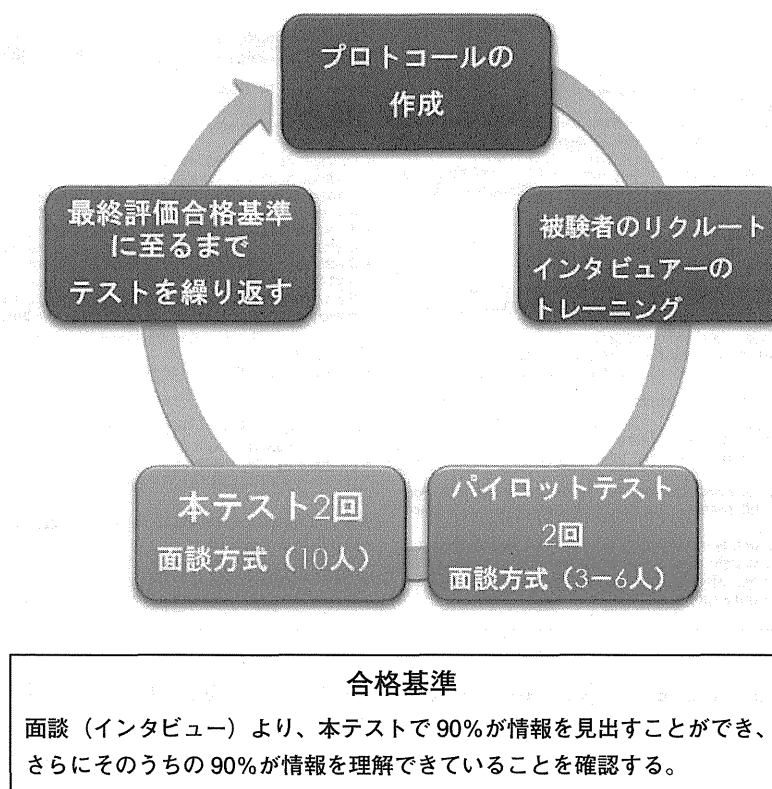 プロトコールの
作成
被験者のリクルート
インタビュアーの
トレーニング
パイロットテスト
2回
面談方式（3ー6人）
本テスト2回
面談方式（10人）
最終評価合格基準
に至るまで
テストを繰り返す
合格基準
面談（インタビュー）より、本テストで90%が情報を見出すことができ、
さらにそのうちの90%が情報を理解できていることを確認する。